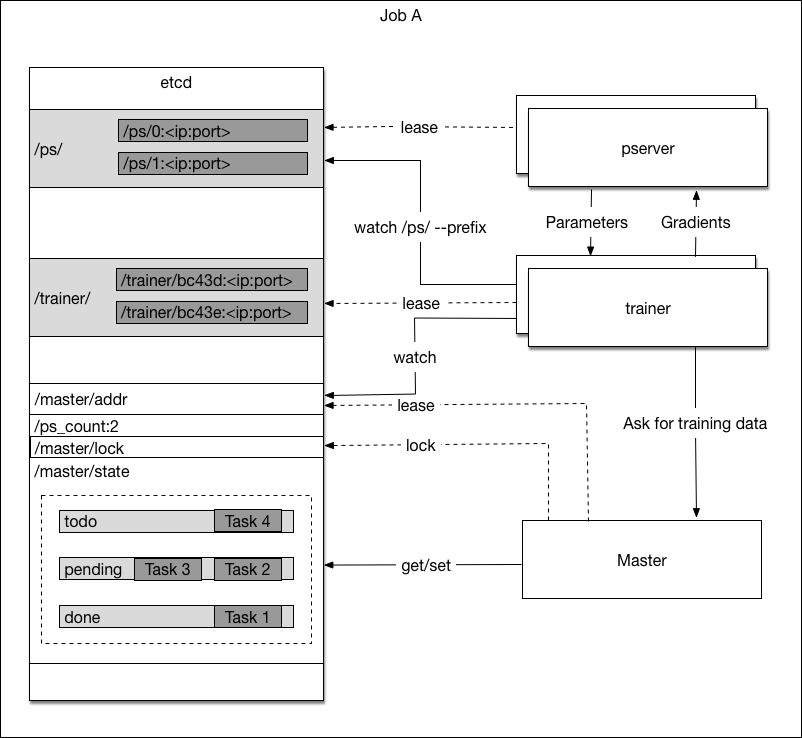 Job A
etcd
/ps/
/ps/0:<ip:port>
/ps/1:<ip:port>
lease
pserver
watch /ps/ --prefix
Parameters
Gradients
/trainer/
/trainer/bc43d:<ip:port>
/trainer/bc43e:<ip:port>
lease
trainer
watch
/master/addr
lease
/ps_count:2
Ask for training data
/master/lock
lock
/master/state
todo
Task 4
pending
Task 3
Task 2
get/set
Master
done
Task 1